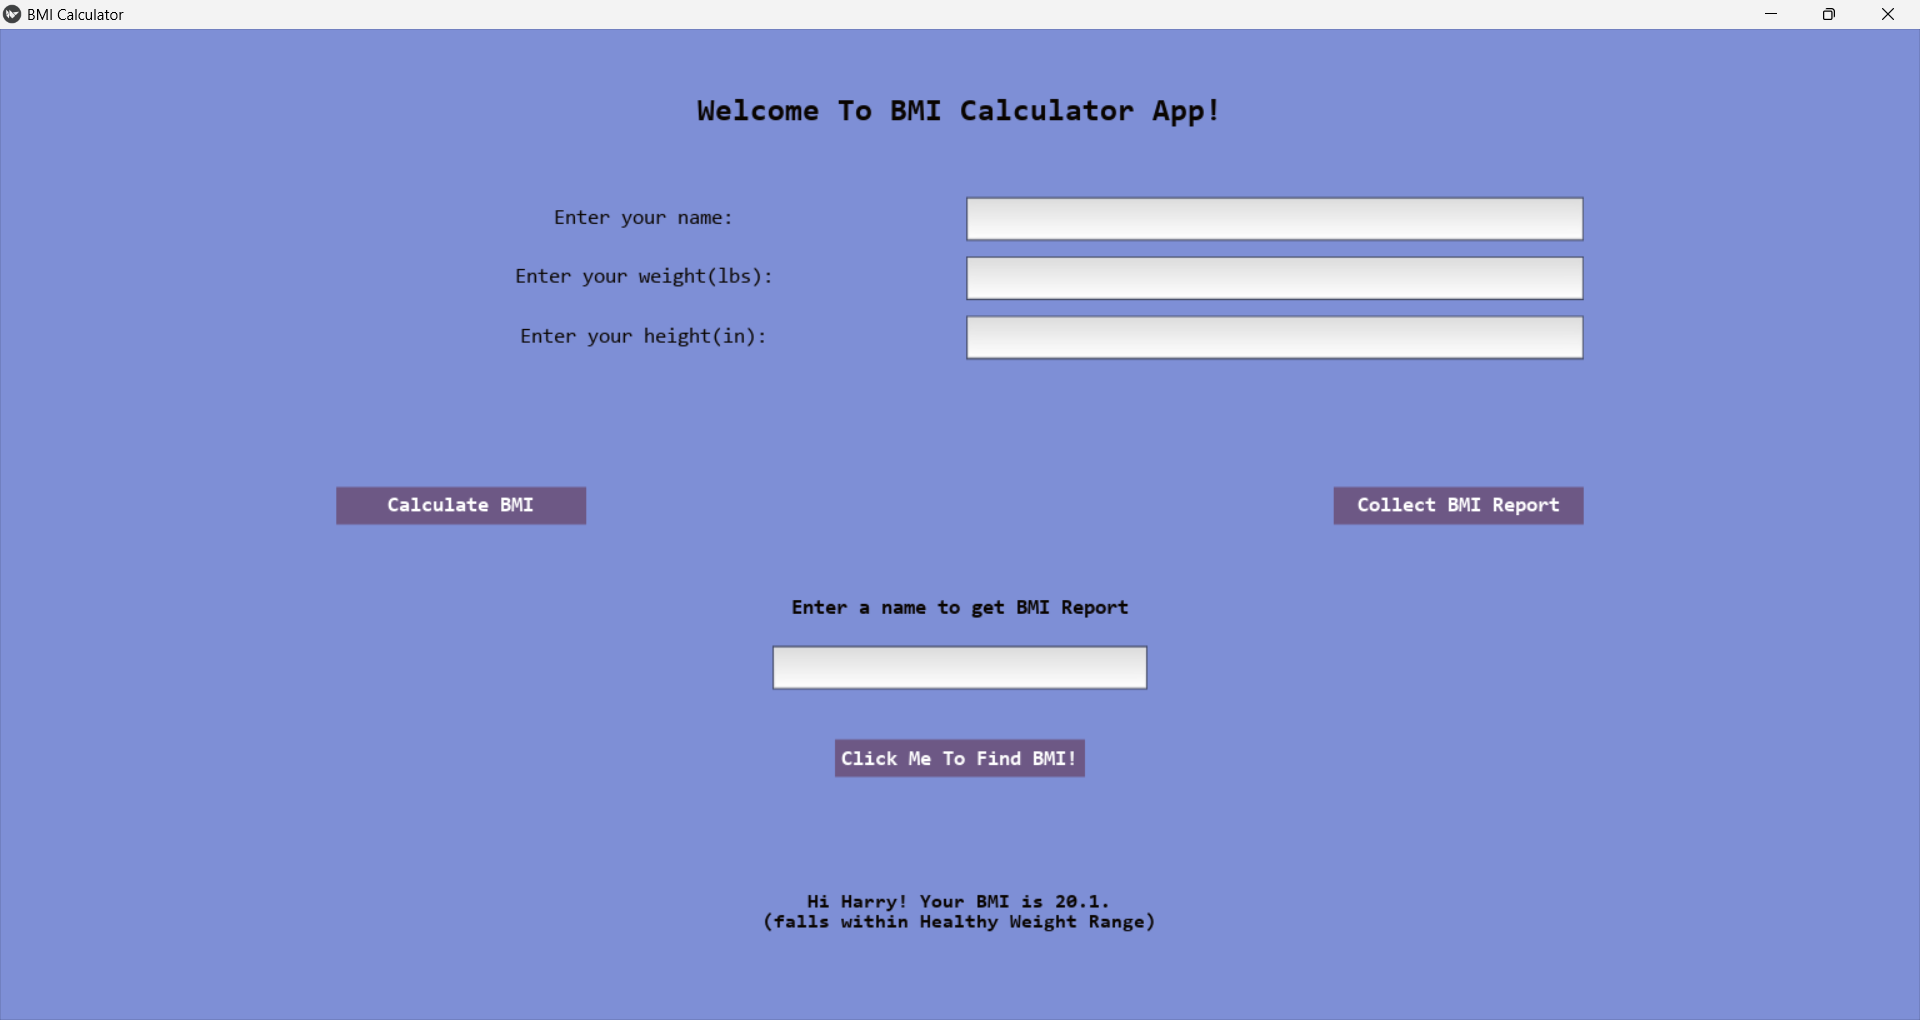 BMI Calculator
Welcome To BMI Calculator App!
Enter your name:
Enter your weight(lbs):
Enter your height(in):
Calculate BMI
Collect BMI Report
Enter a name to get BMI Report
Click Me To Find BMI!
Hi Harry! Your BMI is 20.1.
(falls within Healthy Weight Range)